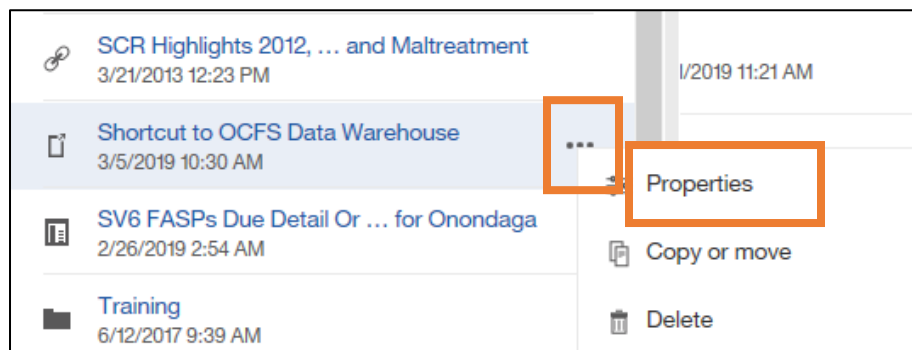 SCR Highlights 2012, … and Maltreatment
3/21/2013 12:23 PM
/2019 11:21 AM
Shortcut to OCFS Data Warehouse
3/5/2019 10:30 AM
Properties
SV6 FASPs Due Detail Or … for Onondaga
2/26/2019 2:54 AM
Copy or move
Training
6/12/2017 9:39 AM
Delete